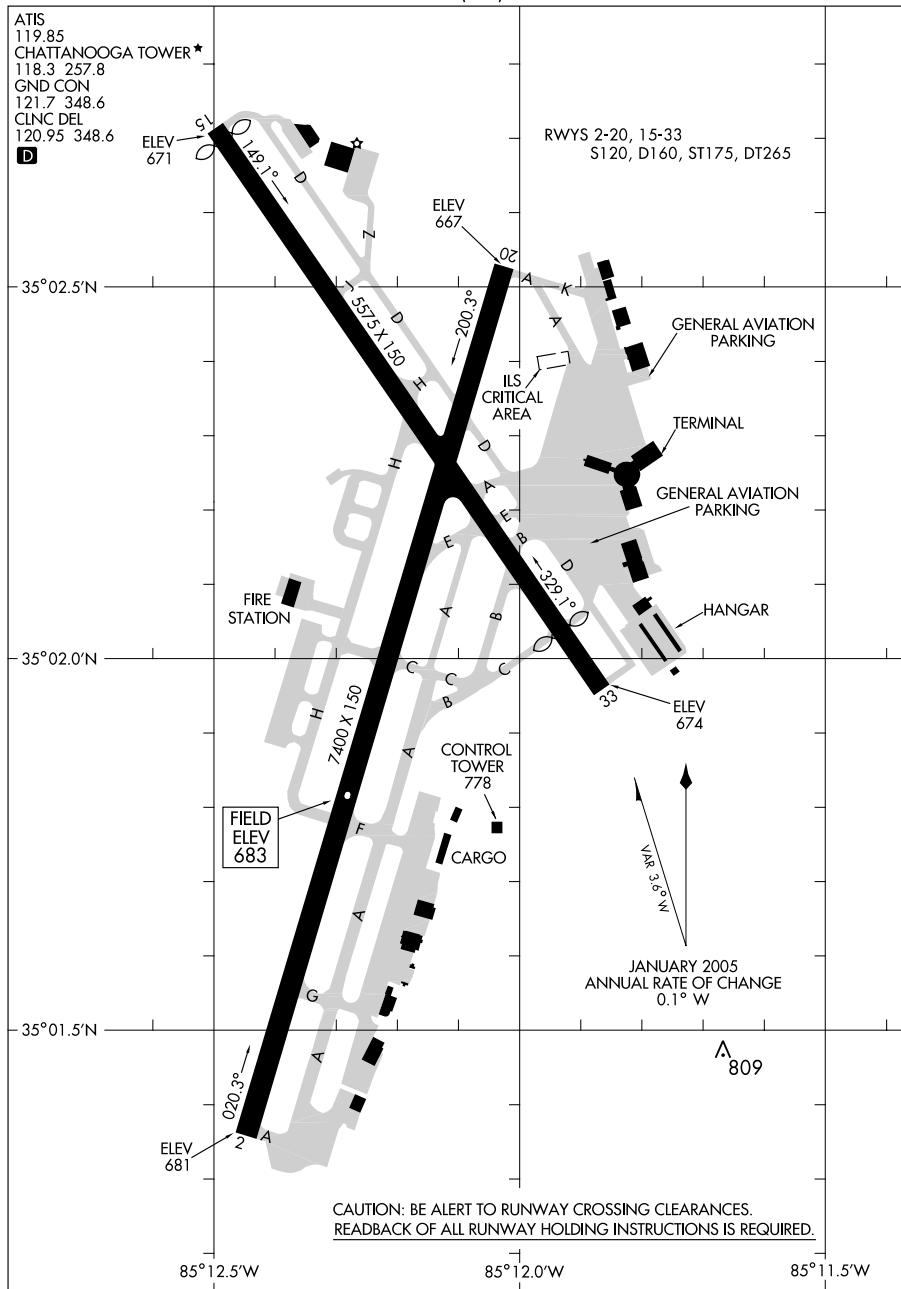 ATIS
119.85
CHATTANOOGA TOWER
118.3 257.8
GND CON
121.7 348.6
CLNC DEL
120.95 348.6
D
RWYS 2-20, 15-33
S120, D160, ST175, DT265
15
ELEV
671
149.1°
D
Z
ELEV
667
20
A
K
A
35°02.5'N
J
5575 X 150
D
200.3°
H
GENERAL AVIATION
PARKING
ILS
CRITICAL
AREA
TERMINAL
H
D
A
E
B
D
GENERAL AVIATION
PARKING
E
329.1°
A
B
FIRE
STATION
HANGAR
35°02.0'N
C
C
C
B
33
ELEV
674
H
7400 X 150
A
CONTROL
TOWER
778
FIELD
ELEV
683
F
CARGO
VAR 3.6° W
A
JANUARY 2005
ANNUAL RATE OF CHANGE
0.1° W
G
35°01.5'N
A
809
020.3°
2
A
ELEV
681
CAUTION: BE ALERT TO RUNWAY CROSSING CLEARANCES.
READBACK OF ALL RUNWAY HOLDING INSTRUCTIONS IS REQUIRED.
85°12.5'W
85°12.0'W
85°11.5'W